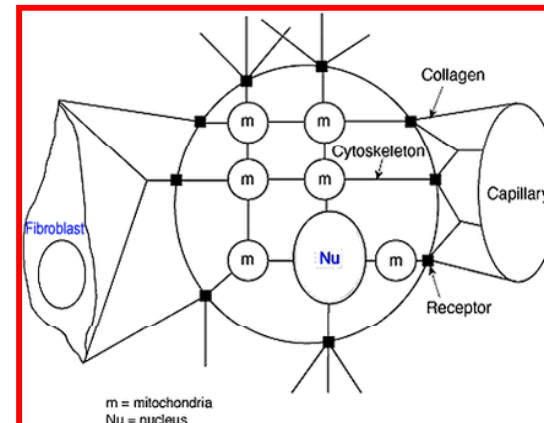 Collagen
m m
Cytoskeleton
m m
Capillary
Fibroblast
m Nu m
Receptor
m = mitochondria
Nu = nucleus